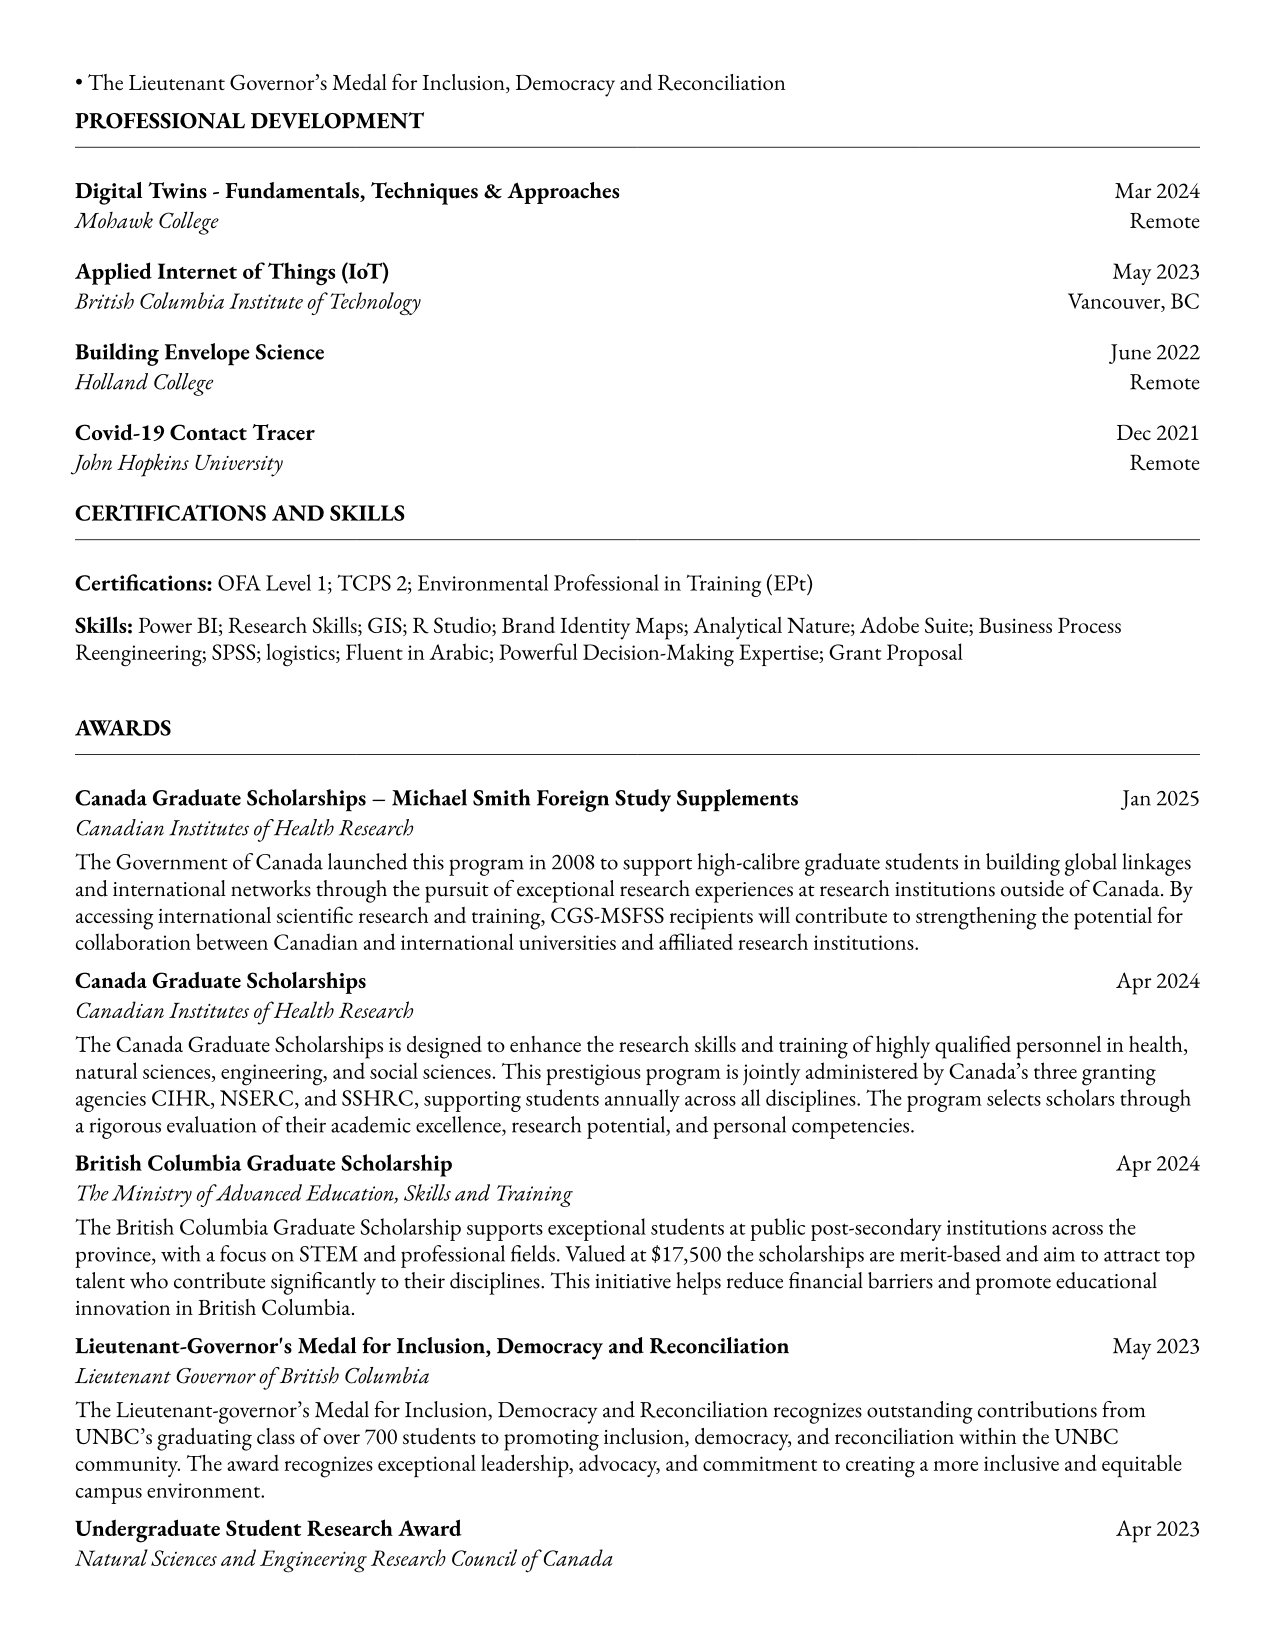 • The Lieutenant Governor’s Medal for Inclusion, Democracy and Reconciliation
PROFESSIONAL DEVELOPMENT
Digital Twins - Fundamentals, Techniques & Approaches Mar 2024
Mohawk College Remote
Applied Internet of Things (IoT) May 2023
British Columbia Institute of Technology Vancouver, BC
Building Envelope Science June 2022
Holland College Remote
Covid-19 Contact Tracer Dec 2021
John Hopkins University Remote
CERTIFICATIONS AND SKILLS
Certifications: OFA Level 1; TCPS 2; Environmental Professional in Training (EPt)
Skills: Power BI; Research Skills; GIS; R Studio; Brand Identity Maps; Analytical Nature; Adobe Suite; Business Process
Reengineering; SPSS; logistics; Fluent in Arabic; Powerful Decision-Making Expertise; Grant Proposal
AWARDS
Canada Graduate Scholarships – Michael Smith Foreign Study Supplements Jan 2025
Canadian Institutes of Health Research
The Government of Canada launched this program in 2008 to support high-calibre graduate students in building global linkages
and international networks through the pursuit of exceptional research experiences at research institutions outside of Canada. By
accessing international scientific research and training, CGS-MSFSS recipients will contribute to strengthening the potential for
collaboration between Canadian and international universities and affiliated research institutions.
Canada Graduate Scholarships Apr 2024
Canadian Institutes of Health Research
The Canada Graduate Scholarships is designed to enhance the research skills and training of highly qualified personnel in health,
natural sciences, engineering, and social sciences. This prestigious program is jointly administered by Canada’s three granting
agencies CIHR, NSERC, and SSHRC, supporting students annually across all disciplines. The program selects scholars through
a rigorous evaluation of their academic excellence, research potential, and personal competencies.
British Columbia Graduate Scholarship Apr 2024
The Ministry of Advanced Education, Skills and Training
The British Columbia Graduate Scholarship supports exceptional students at public post-secondary institutions across the
province, with a focus on STEM and professional fields. Valued at $17,500 the scholarships are merit-based and aim to attract top
talent who contribute significantly to their disciplines. This initiative helps reduce financial barriers and promote educational
innovation in British Columbia.
Lieutenant-Governor's Medal for Inclusion, Democracy and Reconciliation May 2023
Lieutenant Governor of British Columbia
The Lieutenant-governor’s Medal for Inclusion, Democracy and Reconciliation recognizes outstanding contributions from
UNBC’s graduating class of over 700 students to promoting inclusion, democracy, and reconciliation within the UNBC
community. The award recognizes exceptional leadership, advocacy, and commitment to creating a more inclusive and equitable
campus environment.
Undergraduate Student Research Award Apr 2023
Natural Sciences and Engineering Research Council of Canada